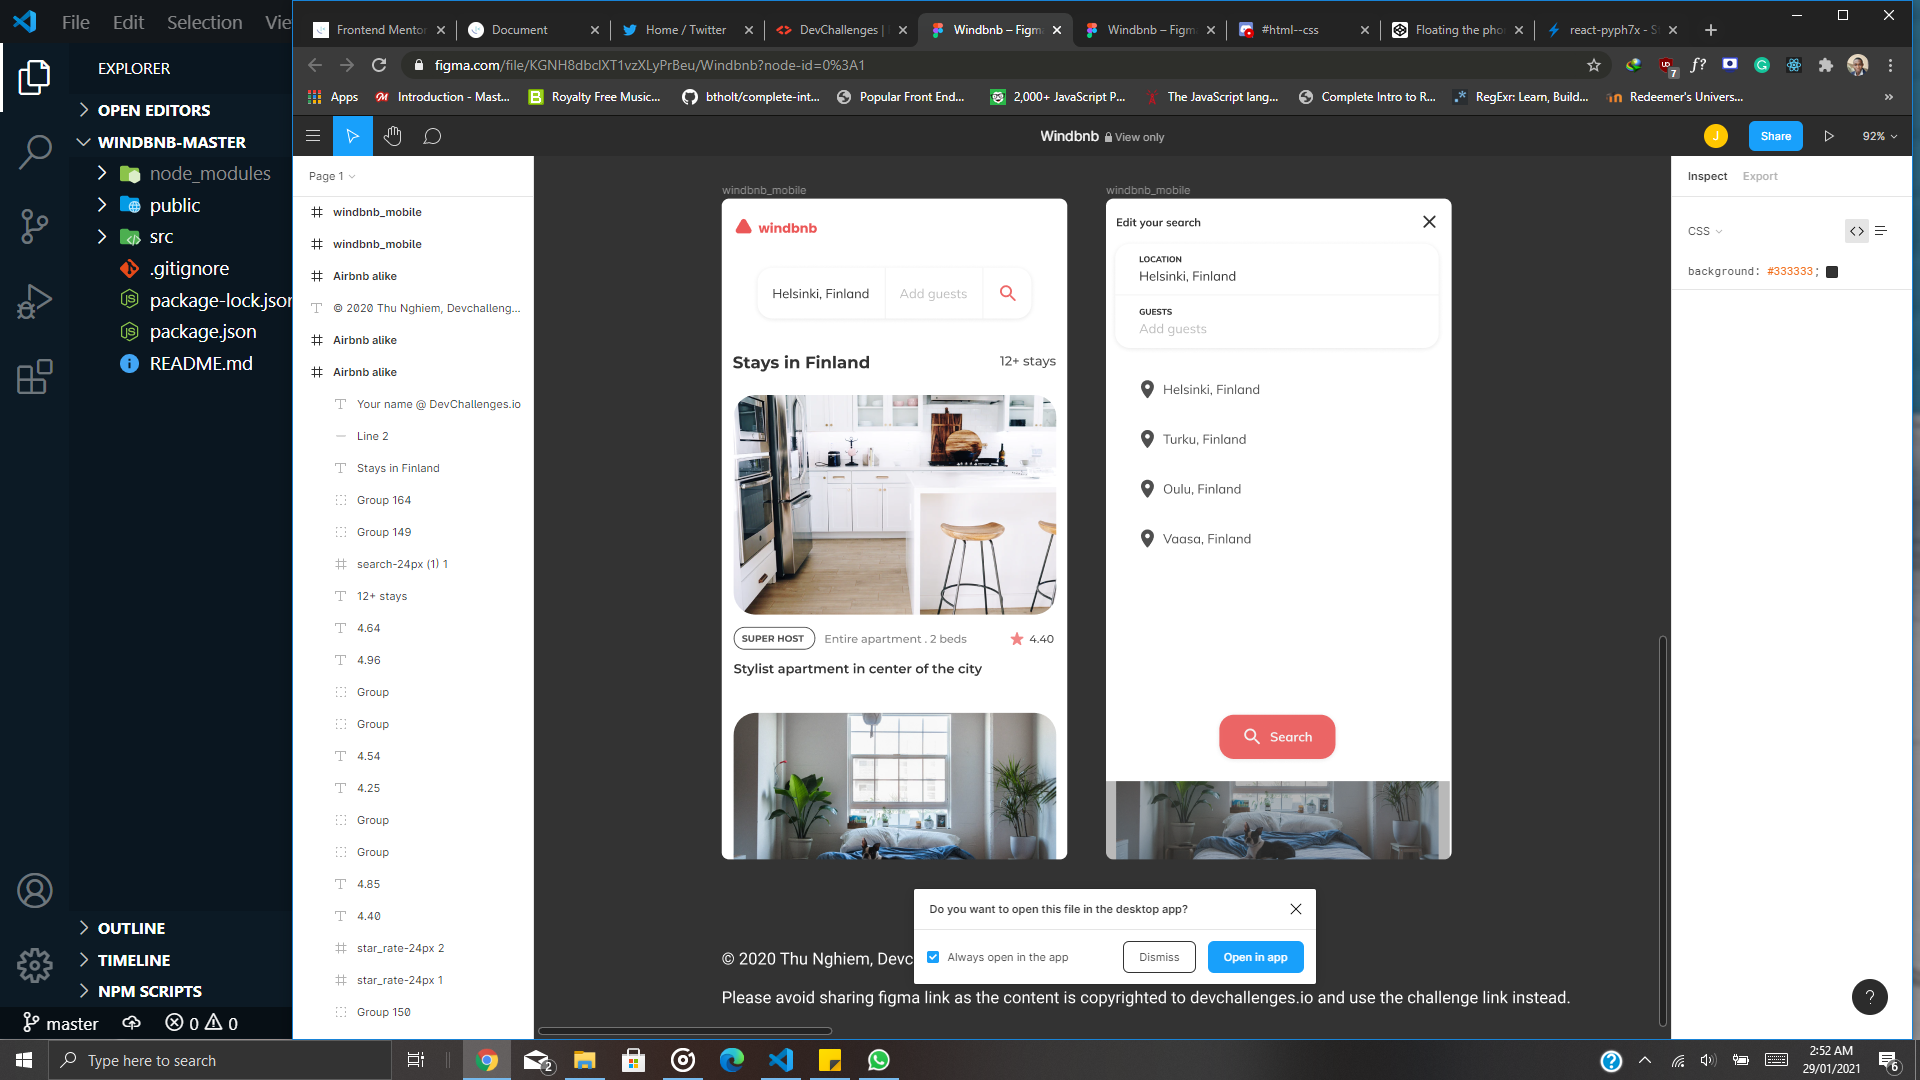 File Edit Selection Vie
EXPLORER
OPEN EDITORS
WINDBNB-MASTER
node_modules
public
src
.gitignore
package-lock.json
package.json
README.md
OUTLINE
TIMELINE
NPM SCRIPTS
master 0 0
Frontend Mento
Document
Home / Twitter
DevChallenges |
Windbnb – Figm
Windbnb – Figm
#html--css
Floating the pho
react-pyph7x - S
figma.com/file/KGNH8dbclXT1vzXLyPrBeu/Windbnb?node-id=0%3A1
7
f?
Apps
Introduction - Mast...
Royalty Free Music...
btholt/complete-int...
Popular Front End...
2,000+ JavaScript P...
The JavaScript lang...
Complete Intro to R...
RegExr: Learn, Build...
Redeemer's Univers...
»
Windbnb View only
J
Share
92%
Page 1
windbnb_mobile
windbnb_mobile
Airbnb alike
© 2020 Thu Nghiem, Devchalleng...
Airbnb alike
Airbnb alike
Your name @ DevChallenges.io
Line 2
Stays in Finland
Group 164
Group 149
search-24px (1) 1
12+ stays
4.64
4.96
Group
Group
4.54
4.25
Group
Group
4.85
4.40
star_rate-24px 2
star_rate-24px 1
Group 150
windbnb_mobile
windbnb
Helsinki, Finland
Add guests
Stays in Finland
12+ stays
SUPER HOST
Entire apartment . 2 beds
4.40
Stylist apartment in center of the city
windbnb_mobile
Edit your search
LOCATION
Helsinki, Finland
GUESTS
Add guests
Helsinki, Finland
Turku, Finland
Oulu, Finland
Vaasa, Finland
Search
Do you want to open this file in the desktop app?
Always open in the app
Dismiss
Open in app
© 2020 Thu Nghiem, Devc
Please avoid sharing figma link as the content is copyrighted to devchallenges.io and use the challenge link instead.
Inspect Export
CSS
background: #333333;
?
Type here to search
2
2:52 AM
29/01/2021
6